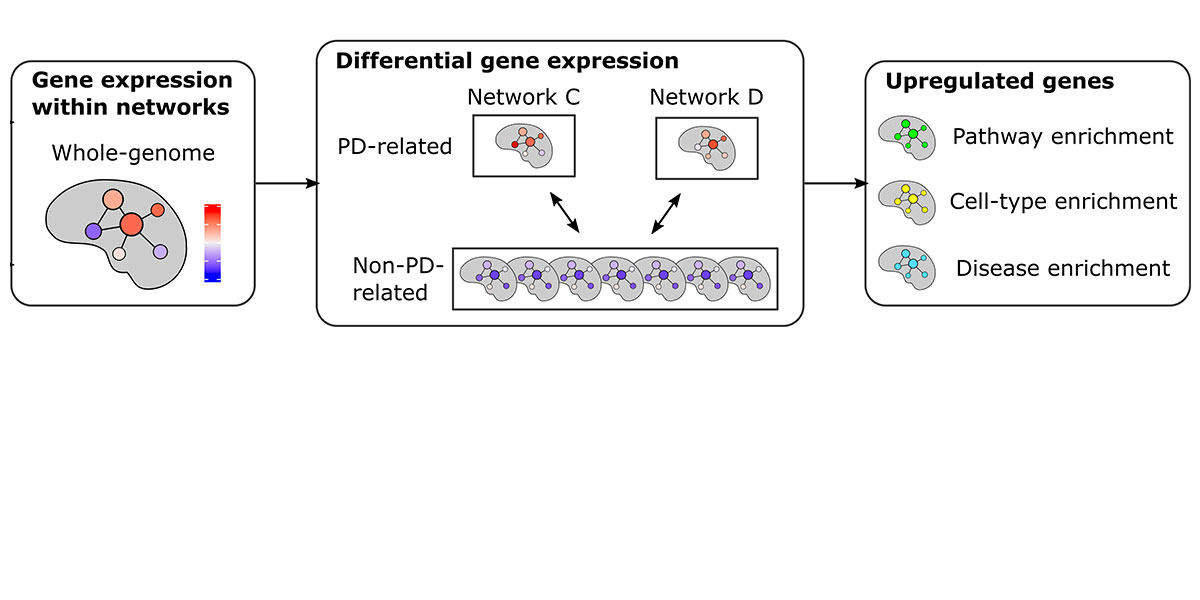 Gene expression
within networks
Whole-genome
Differential gene expression
Network C
Network D
PD-related
Non-PD-
related
Upregulated genes
Pathway enrichment
Cell-type enrichment
Disease enrichment